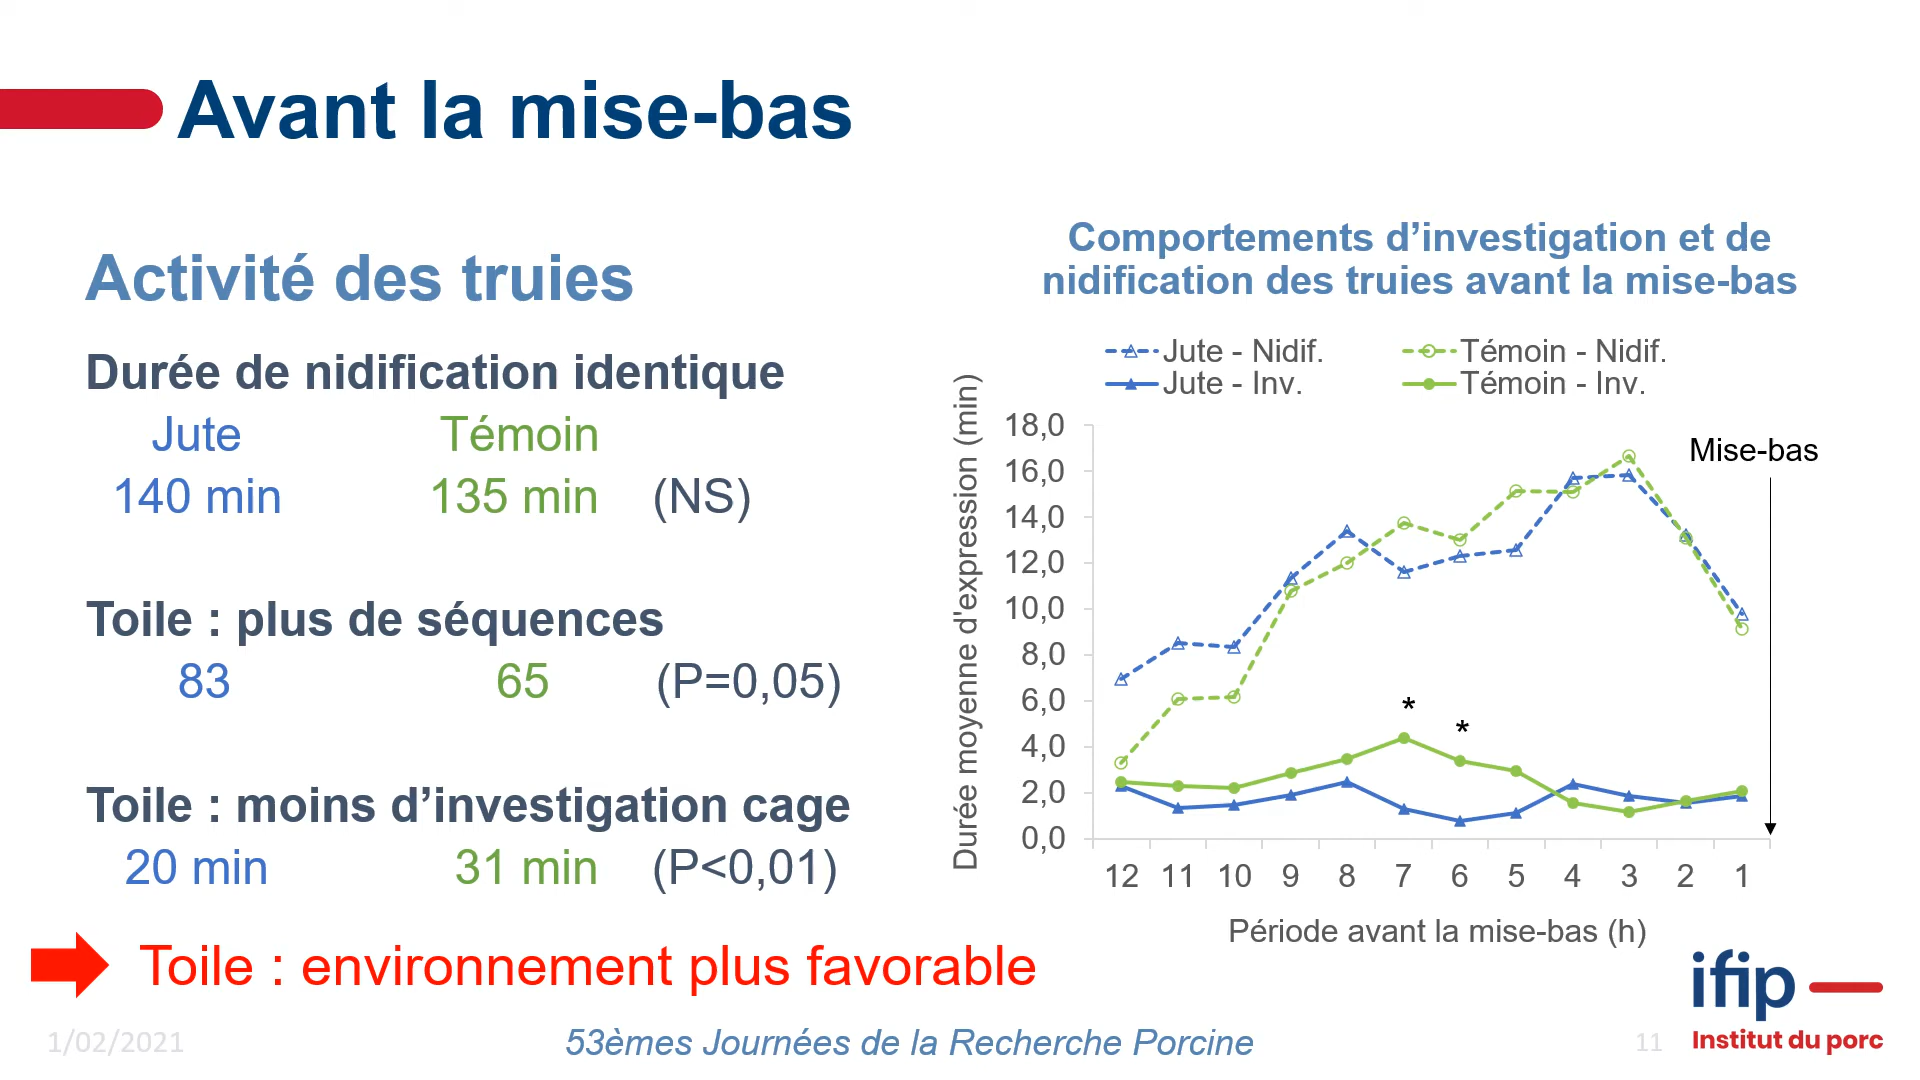 Avant la mise-bas
Activité des truies
Durée de nidification identique
Jute Témoin
140 min 135 min (NS)
Toile : plus de séquences
83 65 (P=0,05)
Toile : moins d’investigation cage
20 min 31 min (P<0,01)
Toile : environnement plus favorable
Comportements d’investigation et de
nidification des truies avant la mise-bas
Jute - Nidif. Témoin - Nidif.
Jute - Inv. Témoin - Inv.
Durée moyenne d'expression (min)
18,0
16,0
14,0
12,0
10,0
8,0
6,0
4,0
2,0
0,0
Mise-bas
*
*
12 11 10 9 8 7 6 5 4 3 2 1
Période avant la mise-bas (h)
ifip
Institut du porc
1/02/2021
53èmes Journées de la Recherche Porcine
11